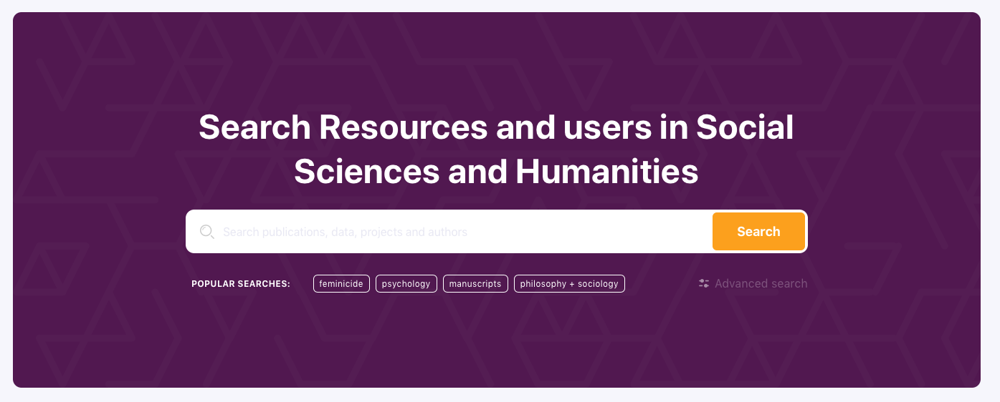 Search Resources and users in Social
Sciences and Humanities
Search publications, data, projects and authors
Search
POPULAR SEARCHES:
feminicide
psychology
manuscripts
philosophy + sociology
Advanced search